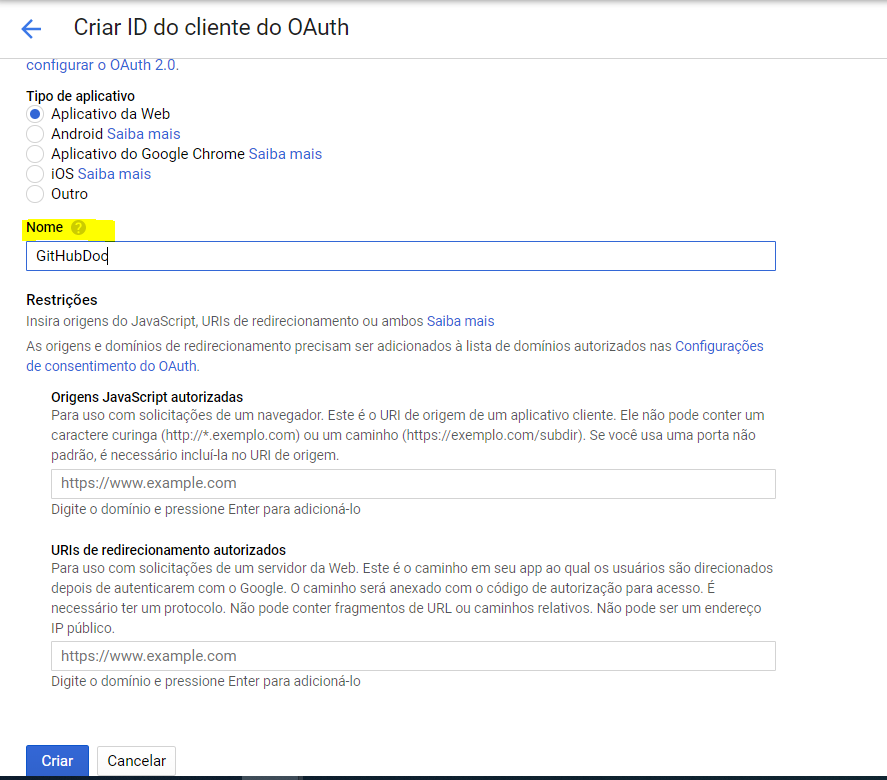 Criar ID do cliente do OAuth
configurar o OAuth 2.0.
Tipo de aplicativo
Aplicativo da Web
Android Saiba mais
Aplicativo do Google Chrome Saiba mais
iOS Saiba mais
Outro
Nome ?
GitHubDoc
Restrições
Insira origens do JavaScript, URIs de redirecionamento ou ambos Saiba mais
As origens e domínios de redirecionamento precisam ser adicionados à lista de domínios autorizados nas Configurações
de consentimento do OAuth.
Origens JavaScript autorizadas
Para uso com solicitações de um navegador. Este é o URI de origem de um aplicativo cliente. Ele não pode conter um
caractere curinga (http://*.exemplo.com) ou um caminho (https://exemplo.com/subdir). Se você usa uma porta não
padrão, é necessário incluí-la no URI de origem.
https://www.example.com
Digite o domínio e pressione Enter para adicioná-lo
URIs de redirecionamento autorizados
Para uso com solicitações de um servidor da Web. Este é o caminho em seu app ao qual os usuários são direcionados
depois de autenticarem com o Google. O caminho será anexado com o código de autorização para acesso. É
necessário ter um protocolo. Não pode conter fragmentos de URL ou caminhos relativos. Não pode ser um endereço
IP público.
https://www.example.com
Digite o domínio e pressione Enter para adicioná-lo
Criar Cancelar